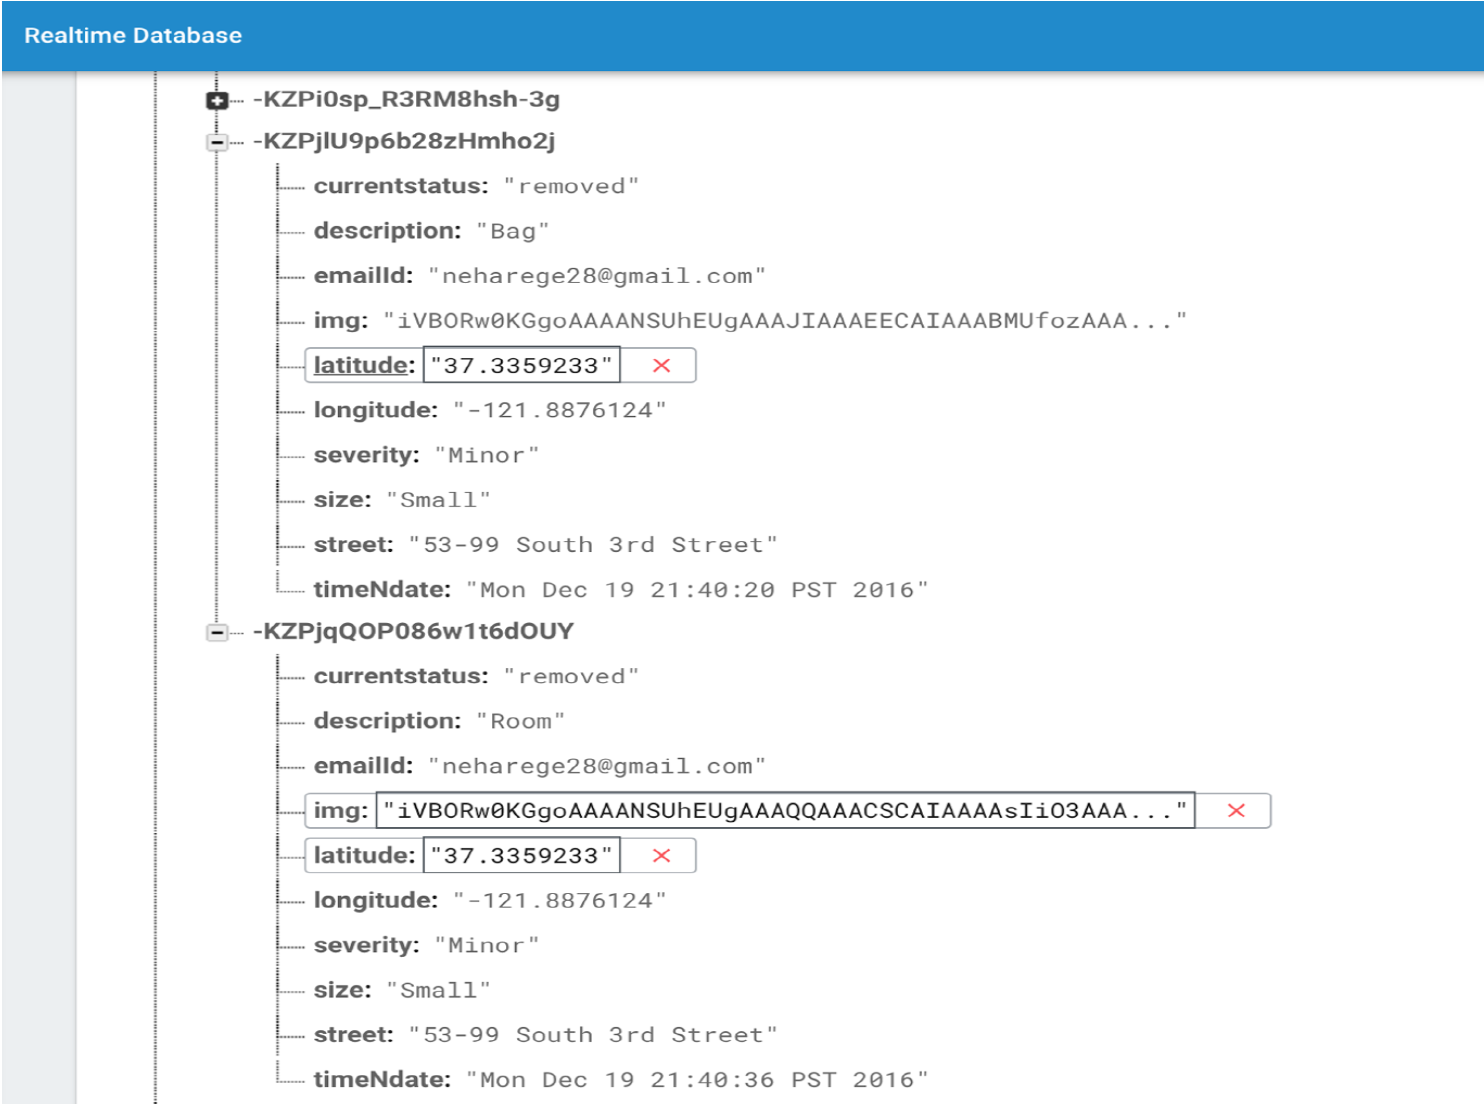 Realtime Database
-KZPi0sp_R3RM8hsh-3g
-KZPjlU9p6b28zHmho2j
currentstatus: "removed"
description: "Bag"
emailId: "neharege28@gmail.com"
img: "iVBORw0KGgoAAAANSUhEUgAAAJIAAAEECAIAAABMUfozAAA..."
latitude: "37.3359233" ×
longitude: "-121.8876124"
severity: "Minor"
size: "Small"
street: "53-99 South 3rd Street"
timeNdate: "Mon Dec 19 21:40:20 PST 2016"
-KZPjqQOP086w1t6dOUY
currentstatus: "removed"
description: "Room"
emailId: "neharege28@gmail.com"
img: "iVBORw0KGgoAAAANSUhEUgAAAQQAAACSCAIAAAAsIiO3AAA..." ×
latitude: "37.3359233" ×
longitude: "-121.8876124"
severity: "Minor"
size: "Small"
street: "53-99 South 3rd Street"
timeNdate: "Mon Dec 19 21:40:36 PST 2016"